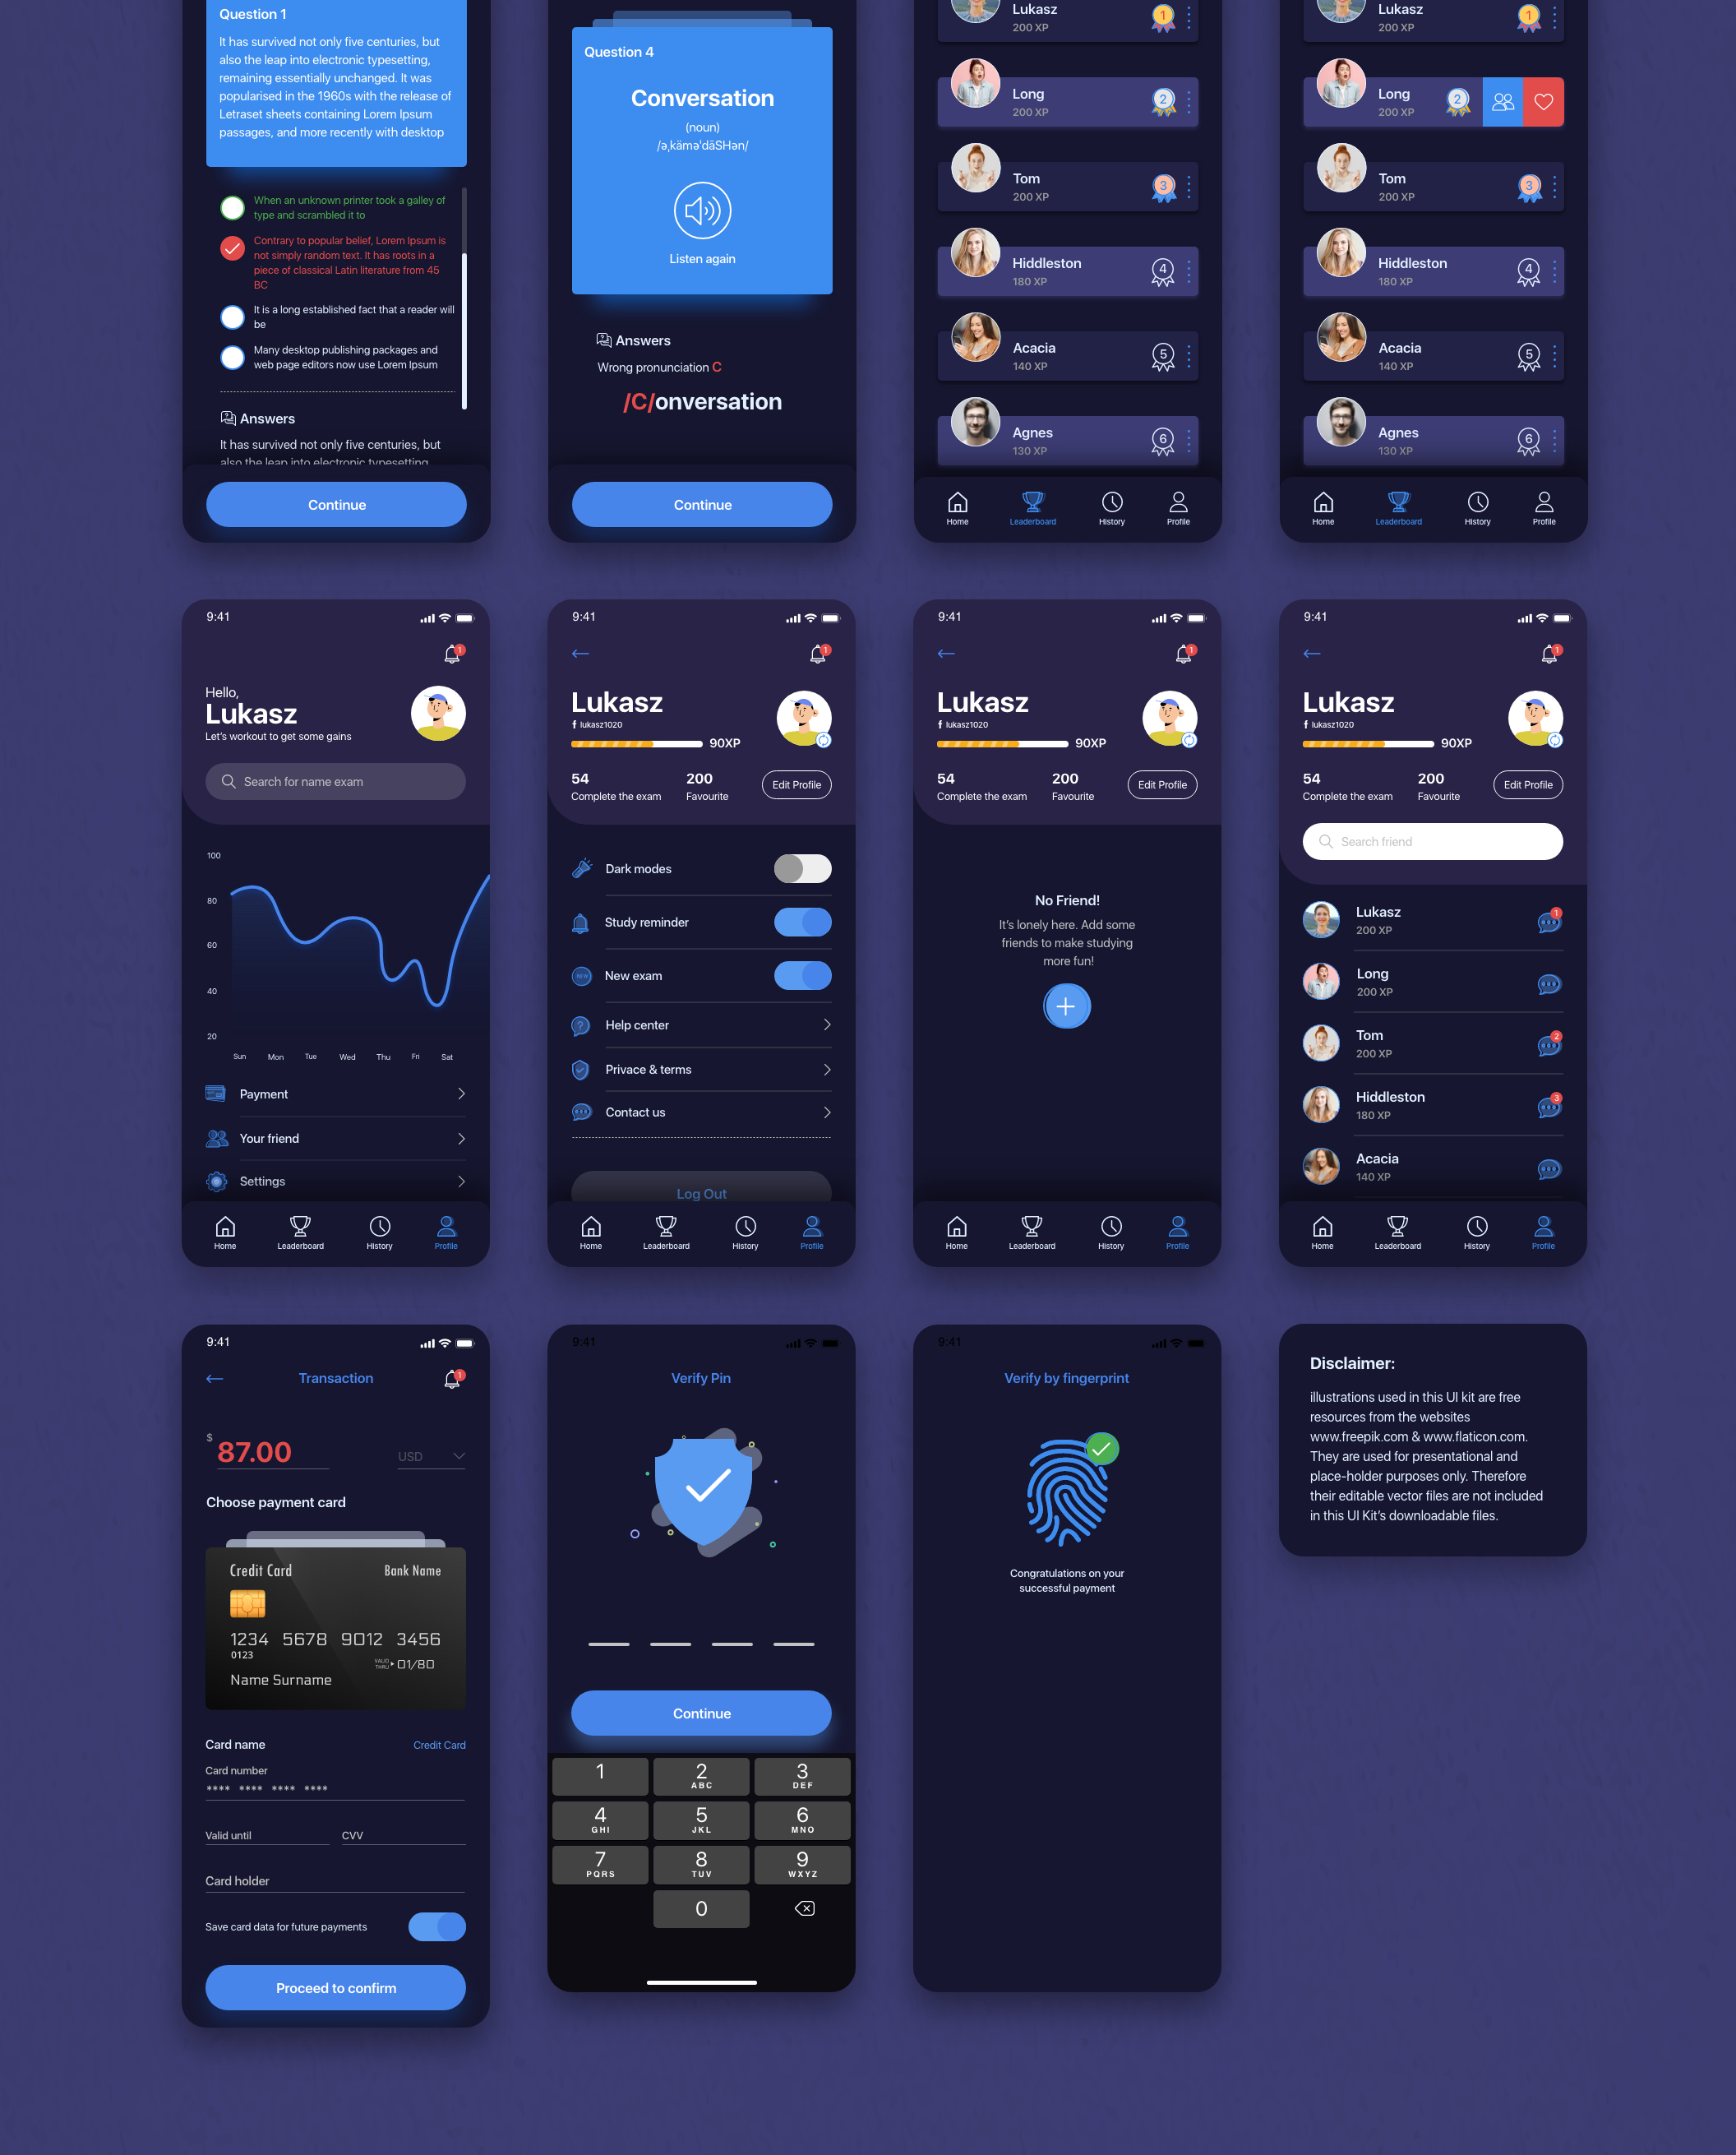 Question 1
It has survived not only five centuries, but
also the leap into electronic typesetting,
remaining essentially unchanged. It was
popularised in the 1960s with the release of
Letraset sheets containing Lorem Ipsum
passages, and more recently with desktop
When an unknown printer took a galley of
type and scrambled it to
Contrary to popular belief, Lorem Ipsum is
not simply random text. It has roots in a
piece of classical Latin literature from 45
BC
It is a long established fact that a reader will
be
Many desktop publishing packages and
web page editors now use Lorem Ipsum
Answers
It has survived not only five centuries, but
also the leap into electronic typesetting,
Continue
Question 4
Conversation
(noun)
/əˌkämə'dāSHən/
Listen again
Answers
Wrong pronunciation C
/C/onversation
Continue
Lukasz
200 XP
1
Long
200 XP
2
Tom
200 XP
3
Hiddleston
180 XP
4
Acacia
140 XP
5
Agnes
130 XP
6
Home Leaderboard History Profile
Lukasz
200 XP
1
Long
200 XP
2
Tom
200 XP
3
Hiddleston
180 XP
4
Acacia
140 XP
5
Agnes
130 XP
6
Home Leaderboard History Profile
9:41
1
Hello,
Lukasz
Let's workout to get some gains
Search for name exam
100
80
60
40
20
Sun Mon Tue Wed Thu Fri Sat
Payment
Your friend
Settings
Home Leaderboard History Profile
9:41
1
Lukasz
f lukasz1020
90XP
54 200
Complete the exam Favourite
Edit Profile
Dark modes
Study reminder
NEW New exam
? Help center
Privace & terms
Contact us
Log Out
Home Leaderboard History Profile
9:41
1
Lukasz
f lukasz1020
90XP
54 200
Complete the exam Favourite
Edit Profile
No Friend!
It's lonely here. Add some
friends to make studying
more fun!
Home Leaderboard History Profile
9:41
1
Lukasz
f lukasz1020
90XP
54 200
Complete the exam Favourite
Edit Profile
Search friend
Lukasz
200 XP
1
Long
200 XP
Tom
200 XP
2
Hiddleston
180 XP
3
Acacia
140 XP
Home Leaderboard History Profile
9:41
Transaction
1
$
87.00
USD
Choose payment card
Credit Card Bank Name
1234 5678 9012 3456
0123
VALID
THRU 01/80
Name Surname
Card name Credit Card
Card number
**** **** **** ****
Valid until CVV
Card holder
Save card data for future payments
Proceed to confirm
9:41
Verify Pin
Continue
1 2 3
ABC DEF
4 5 6
GHI JKL MNO
7 8 9
PQRS TUV WXYZ
0
9:41
Verify by fingerprint
Congratulations on your
successful payment
Disclaimer:
illustrations used in this UI kit are free
resources from the websites
www.freepik.com & www.flaticon.com.
They are used for presentational and
place-holder purposes only. Therefore
their editable vector files are not included
in this UI Kit's downloadable files.